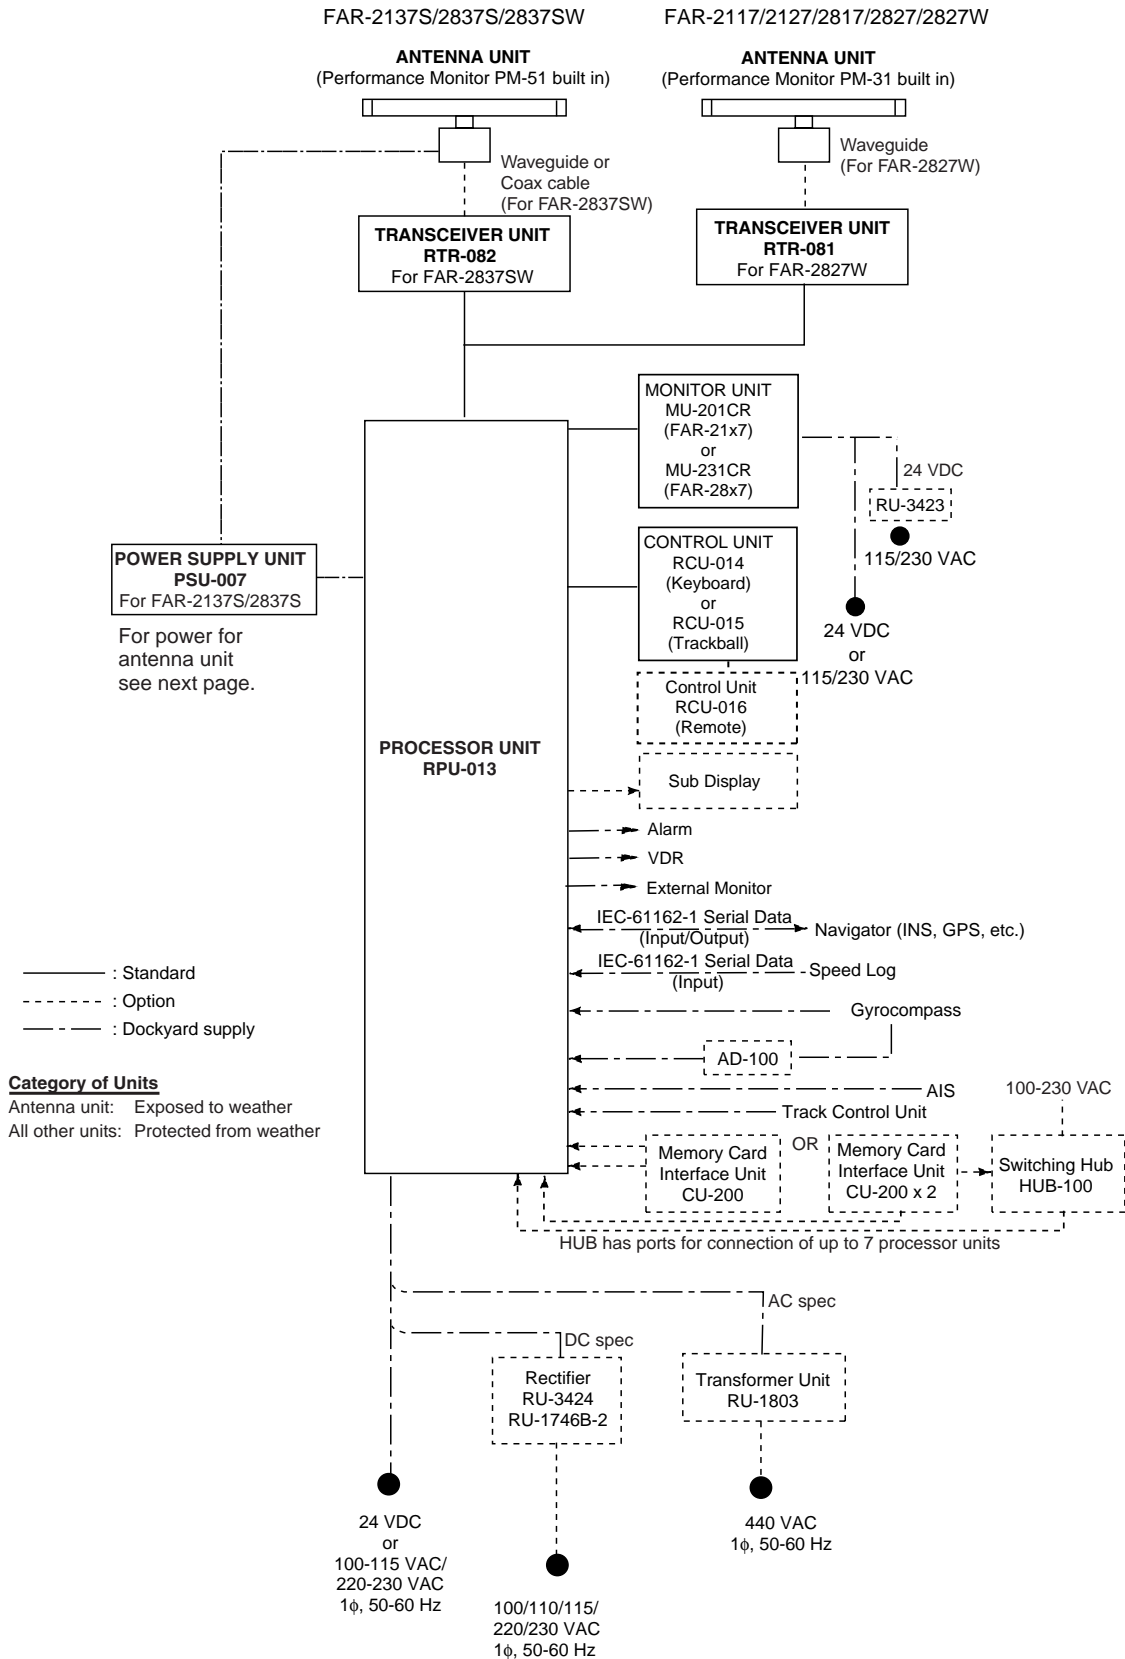 FAR-2137S/2837S/2837SW
FAR-2117/2127/2817/2827/2827W
ANTENNA UNIT
(Performance Monitor PM-51 built in)
ANTENNA UNIT
(Performance Monitor PM-31 built in)
Waveguide or
Coax cable
(For FAR-2837SW)
Waveguide
(For FAR-2827W)
TRANSCEIVER UNIT
RTR-082
For FAR-2837SW
TRANSCEIVER UNIT
RTR-081
For FAR-2827W
MONITOR UNIT
MU-201CR
(FAR-21x7)
or
MU-231CR
(FAR-28x7)
24 VDC
RU-3423
115/230 VAC
CONTROL UNIT
RCU-014
(Keyboard)
or
RCU-015
(Trackball)
24 VDC
or
115/230 VAC
POWER SUPPLY UNIT
PSU-007
For FAR-2137S/2837S
For power for
antenna unit
see next page.
Control Unit
RCU-016
(Remote)
PROCESSOR UNIT
RPU-013
Sub Display
Alarm
VDR
External Monitor
IEC-61162-1 Serial Data
(Input/Output)
Navigator (INS, GPS, etc.)
IEC-61162-1 Serial Data
(Input)
Speed Log
Gyrocompass
AD-100
AIS
Track Control Unit
100-230 VAC
: Standard
: Option
: Dockyard supply
Category of Units
Antenna unit: Exposed to weather
All other units: Protected from weather
Memory Card
Interface Unit
CU-200
OR
Memory Card
Interface Unit
CU-200 x 2
Switching Hub
HUB-100
HUB has ports for connection of up to 7 processor units
AC spec
DC spec
Rectifier
RU-3424
RU-1746B-2
Transformer Unit
RU-1803
24 VDC
or
100-115 VAC/
220-230 VAC
1ϕ, 50-60 Hz
100/110/115/
220/230 VAC
1ϕ, 50-60 Hz
440 VAC
1ϕ, 50-60 Hz